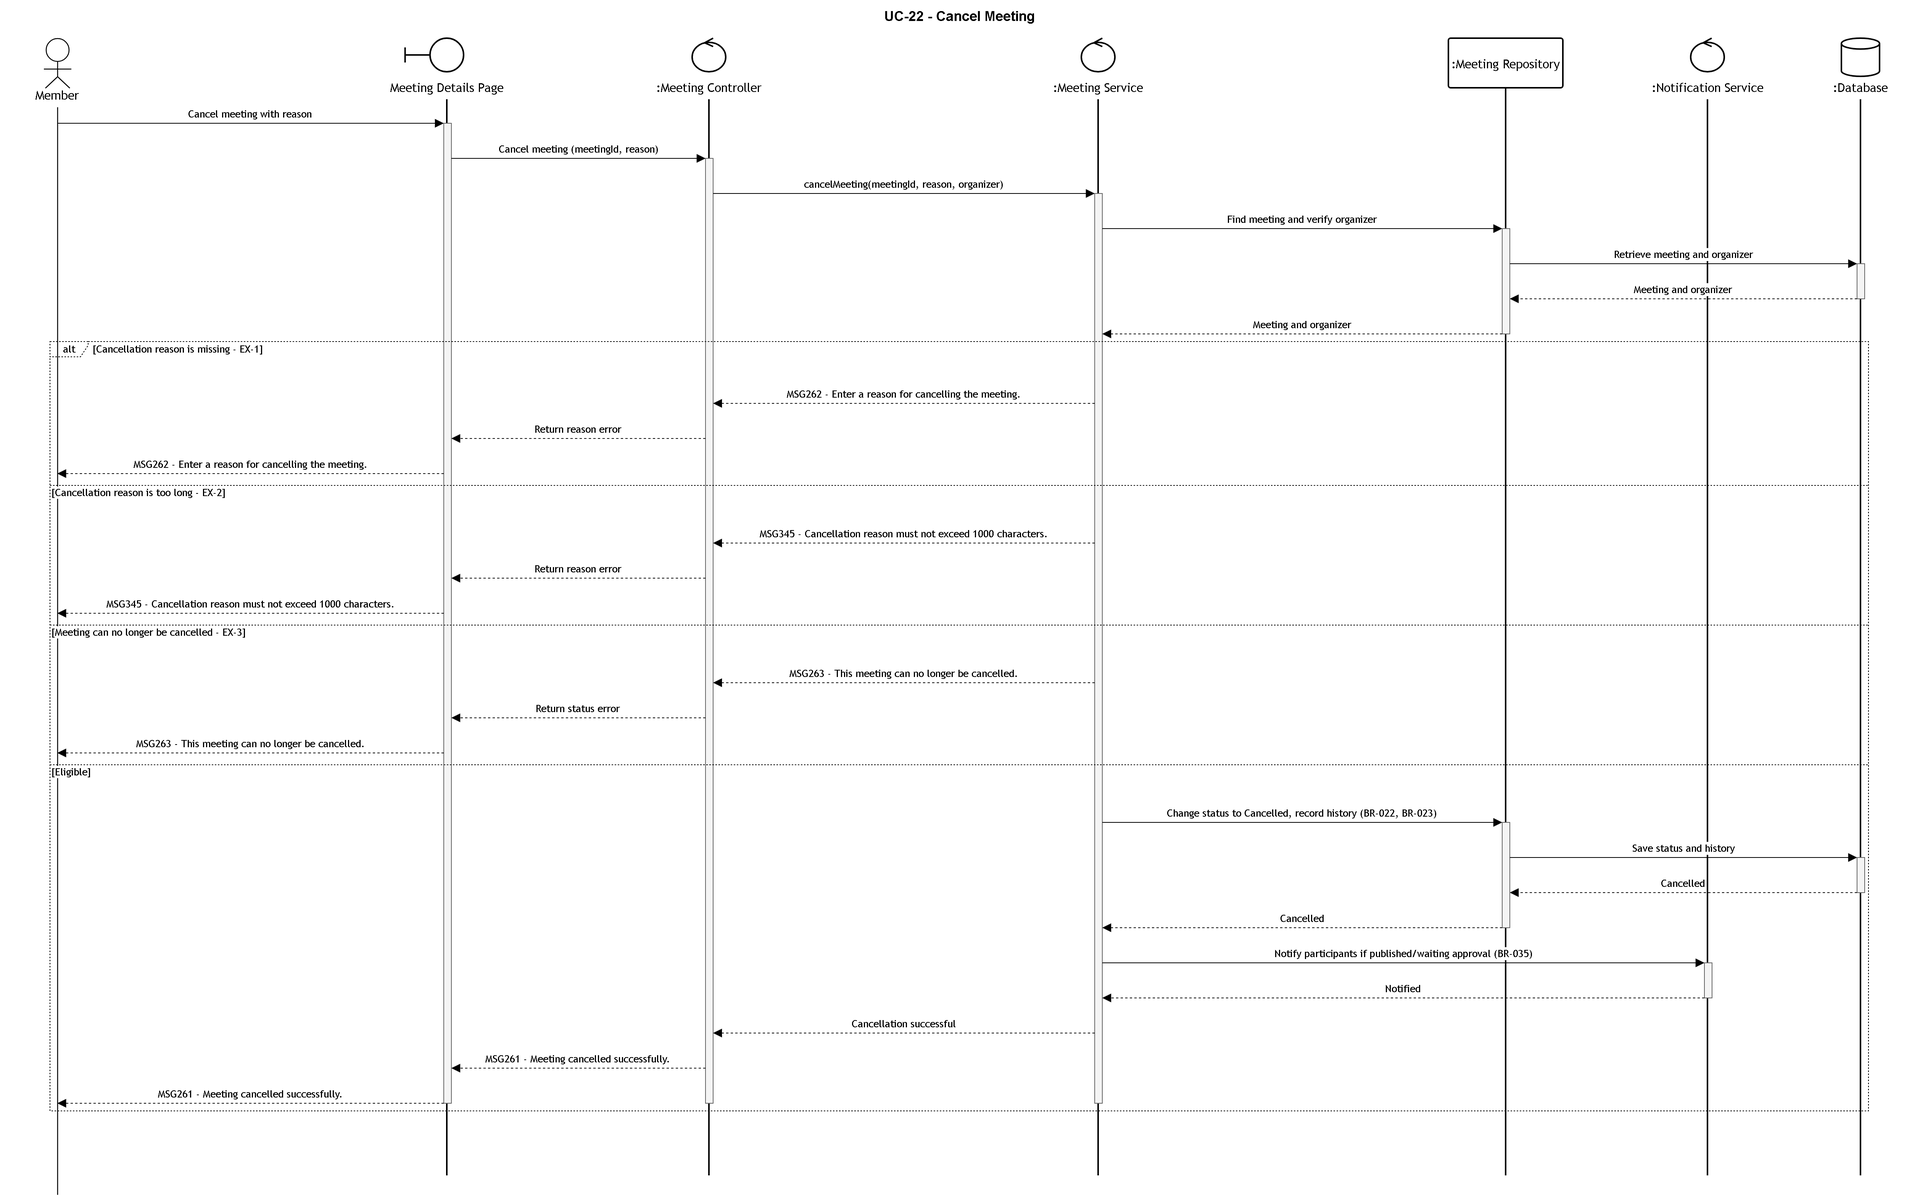 UC-22 - Cancel Meeting
Member
Meeting Details Page
:Meeting Controller
:Meeting Service
:Meeting Repository
:Notification Service
:Database
Cancel meeting with reason
Cancel meeting (meetingId, reason)
cancelMeeting(meetingId, reason, organizer)
Find meeting and verify organizer
Retrieve meeting and organizer
Meeting and organizer
Meeting and organizer
alt [Cancellation reason is missing - EX-1]
MSG262 - Enter a reason for cancelling the meeting.
Return reason error
MSG262 - Enter a reason for cancelling the meeting.
[Cancellation reason is too long - EX-2]
MSG345 - Cancellation reason must not exceed 1000 characters.
Return reason error
MSG345 - Cancellation reason must not exceed 1000 characters.
[Meeting can no longer be cancelled - EX-3]
MSG263 - This meeting can no longer be cancelled.
Return status error
MSG263 - This meeting can no longer be cancelled.
[Eligible]
Change status to Cancelled, record history (BR-022, BR-023)
Save status and history
Cancelled
Cancelled
Notify participants if published/waiting approval (BR-035)
Notified
Cancellation successful
MSG261 - Meeting cancelled successfully.
MSG261 - Meeting cancelled successfully.